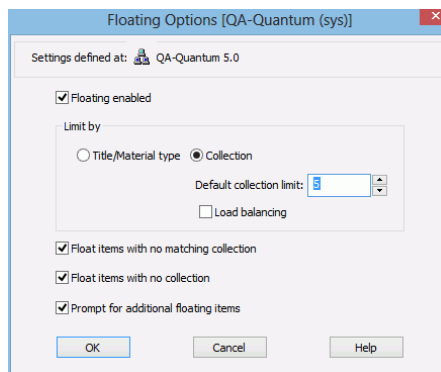 Floating Options [QA-Quantum (sys)]
Settings defined at: QA-Quantum 5.0
Floating enabled
Limit by
Title/Material type Collection
Default collection limit: 5
Load balancing
Float items with no matching collection
Float items with no collection
Prompt for additional floating items
OK Cancel Help